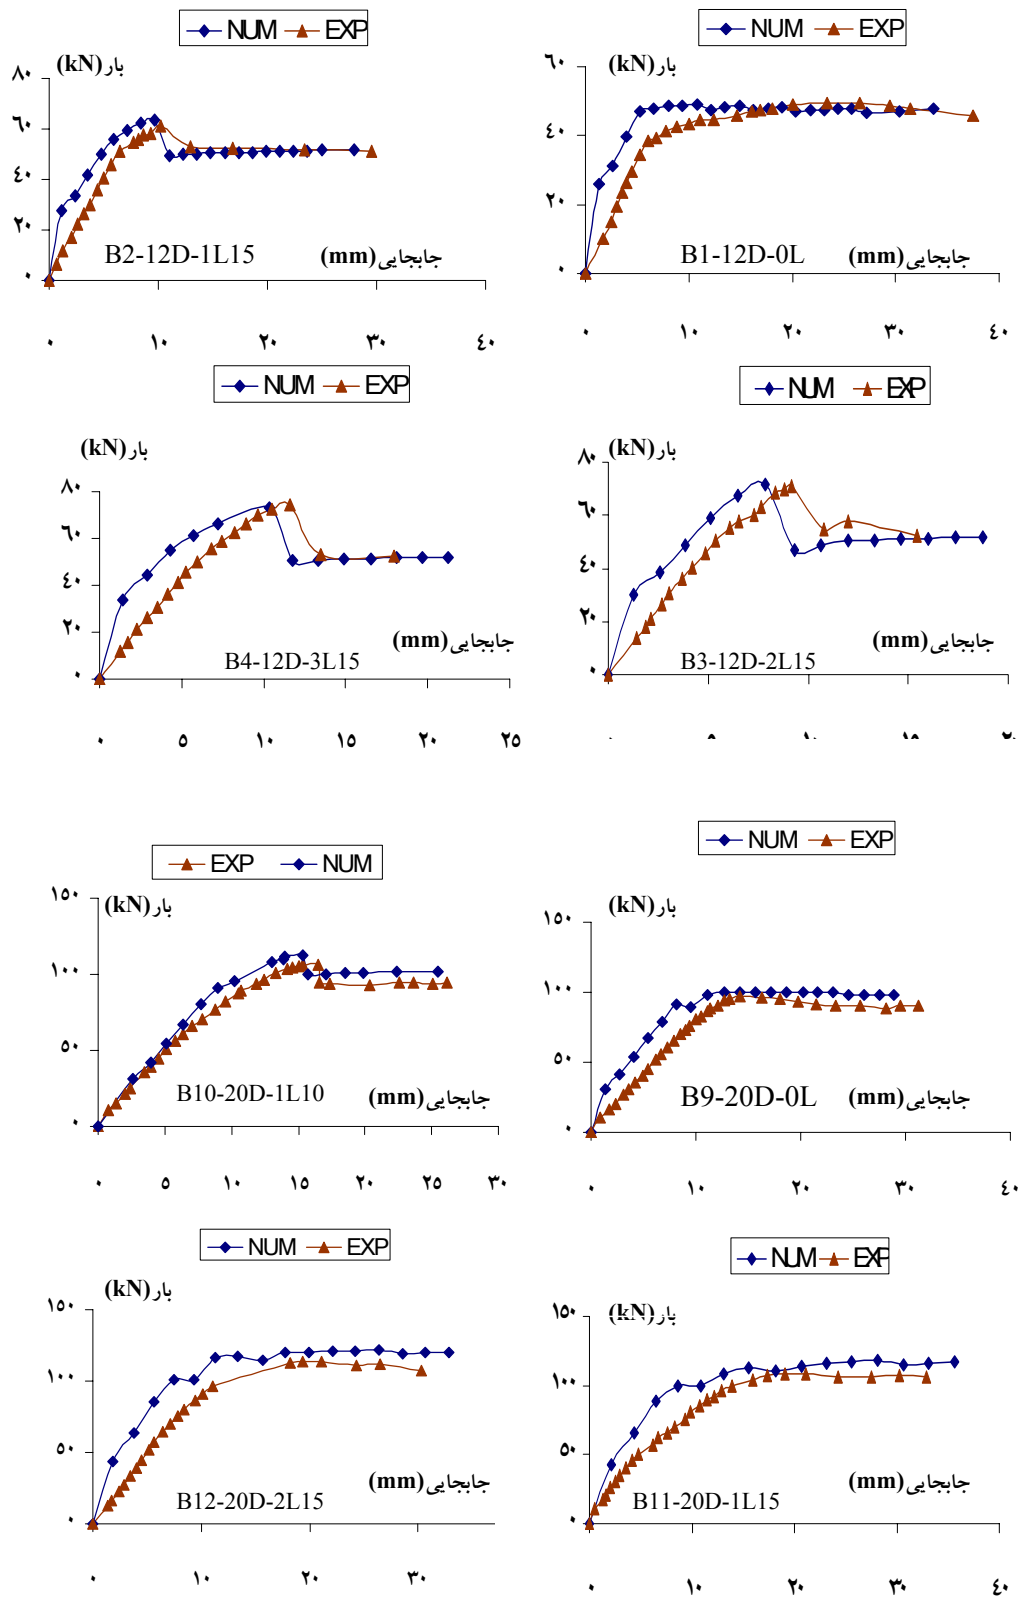 NUM EXP
بار(kN)
۸۰
۶۰
۴۰
۲۰
۰
B2-12D-1L15
جابجایی(mm)
۰ ۱۰ ۲۰ ۳۰ ۴۰
NUM EXP
بار(kN)
۶۰
۴۰
۲۰
۰
B1-12D-0L
جابجایی(mm)
۰ ۱۰ ۲۰ ۳۰ ۴۰
NUM EXP
بار(kN)
۸۰
۶۰
۴۰
۲۰
۰
B4-12D-3L15
جابجایی(mm)
۰ ۵ ۱۰ ۱۵ ۲۰ ۲۵
NUM EXP
بار(kN)
۸۰
۶۰
۴۰
۲۰
۰
B3-12D-2L15
جابجایی(mm)
۰ ۵ ۱۰ ۱۵ ۲۰
EXP NUM
بار(kN)
۱۵۰
۱۰۰
۵۰
۰
B10-20D-1L10
جابجایی(mm)
۰ ۵ ۱۰ ۱۵ ۲۰ ۲۵ ۳۰
NUM EXP
بار(kN)
۱۵۰
۱۰۰
۵۰
۰
B9-20D-0L
جابجایی(mm)
۰ ۱۰ ۲۰ ۳۰ ۴۰
NUM EXP
بار(kN)
۱۵۰
۱۰۰
۵۰
۰
B12-20D-2L15
جابجایی(mm)
۰ ۱۰ ۲۰ ۳۰
NUM EXP
بار(kN)
۱۵۰
۱۰۰
۵۰
۰
B11-20D-1L15
جابجایی(mm)
۰ ۱۰ ۲۰ ۳۰ ۴۰